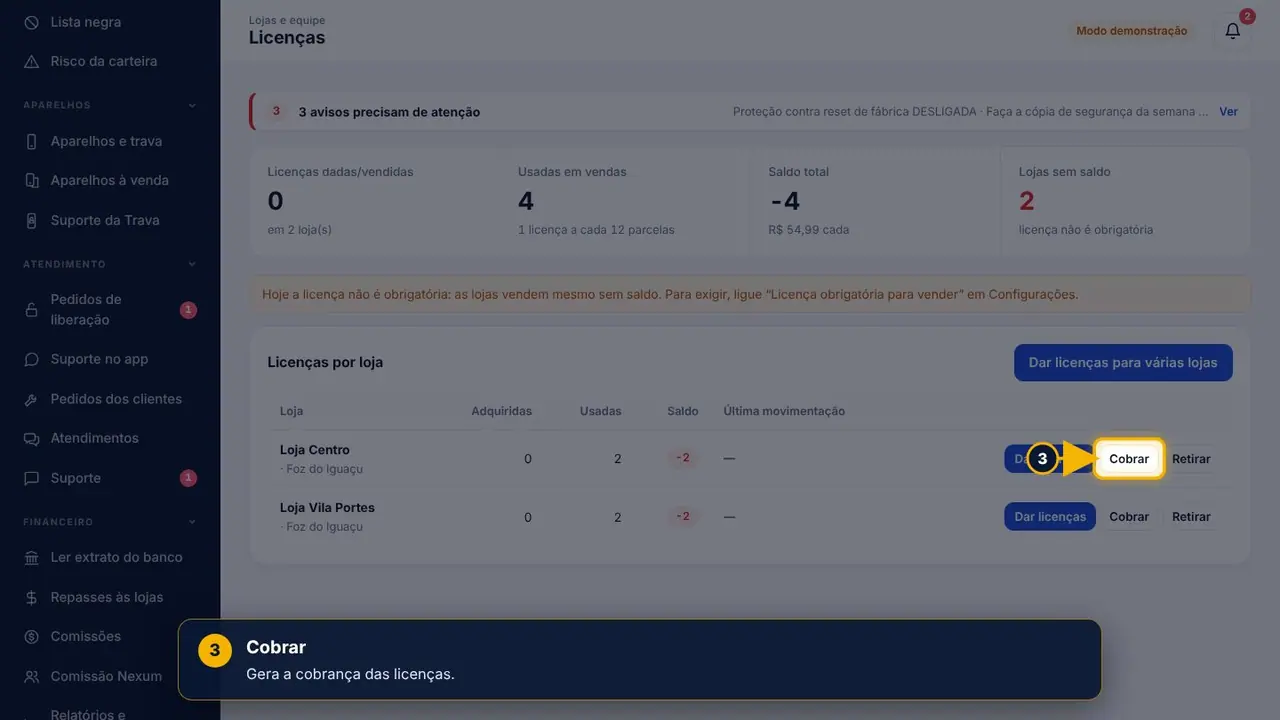 Lista negra
Risco da carteira
APARELHOS
Aparelhos e trava
Aparelhos à venda
Suporte da Trava
ATENDIMENTO
Pedidos de
liberação
1
Suporte no app
Pedidos dos clientes
Atendimentos
Suporte
1
FINANCEIRO
Ler extrato do banco
Repasses às lojas
Comissões
Comissão Nexum
Relatórios e
Lojas e equipe
Licenças
Modo demonstração
2
3
3 avisos precisam de atenção
Proteção contra reset de fábrica DESLIGADA · Faça a cópia de segurança da semana ...
Ver
Licenças dadas/vendidas
0
em 2 loja(s)
Usadas em vendas
4
1 licença a cada 12 parcelas
Saldo total
-4
R$ 54,99 cada
Lojas sem saldo
2
licença não é obrigatória
Hoje a licença não é obrigatória: as lojas vendem mesmo sem saldo. Para exigir, ligue “Licença obrigatória para vender” em Configurações.
Licenças por loja
Dar licenças para várias lojas
Loja Adquiridas Usadas Saldo Última movimentação
Loja Centro
· Foz do Iguaçu
0 2 -2 —
3
Cobrar
Retirar
Loja Vila Portes
· Foz do Iguaçu
0 2 -2 —
Dar licenças
Cobrar
Retirar
3
Cobrar
Gera a cobrança das licenças.